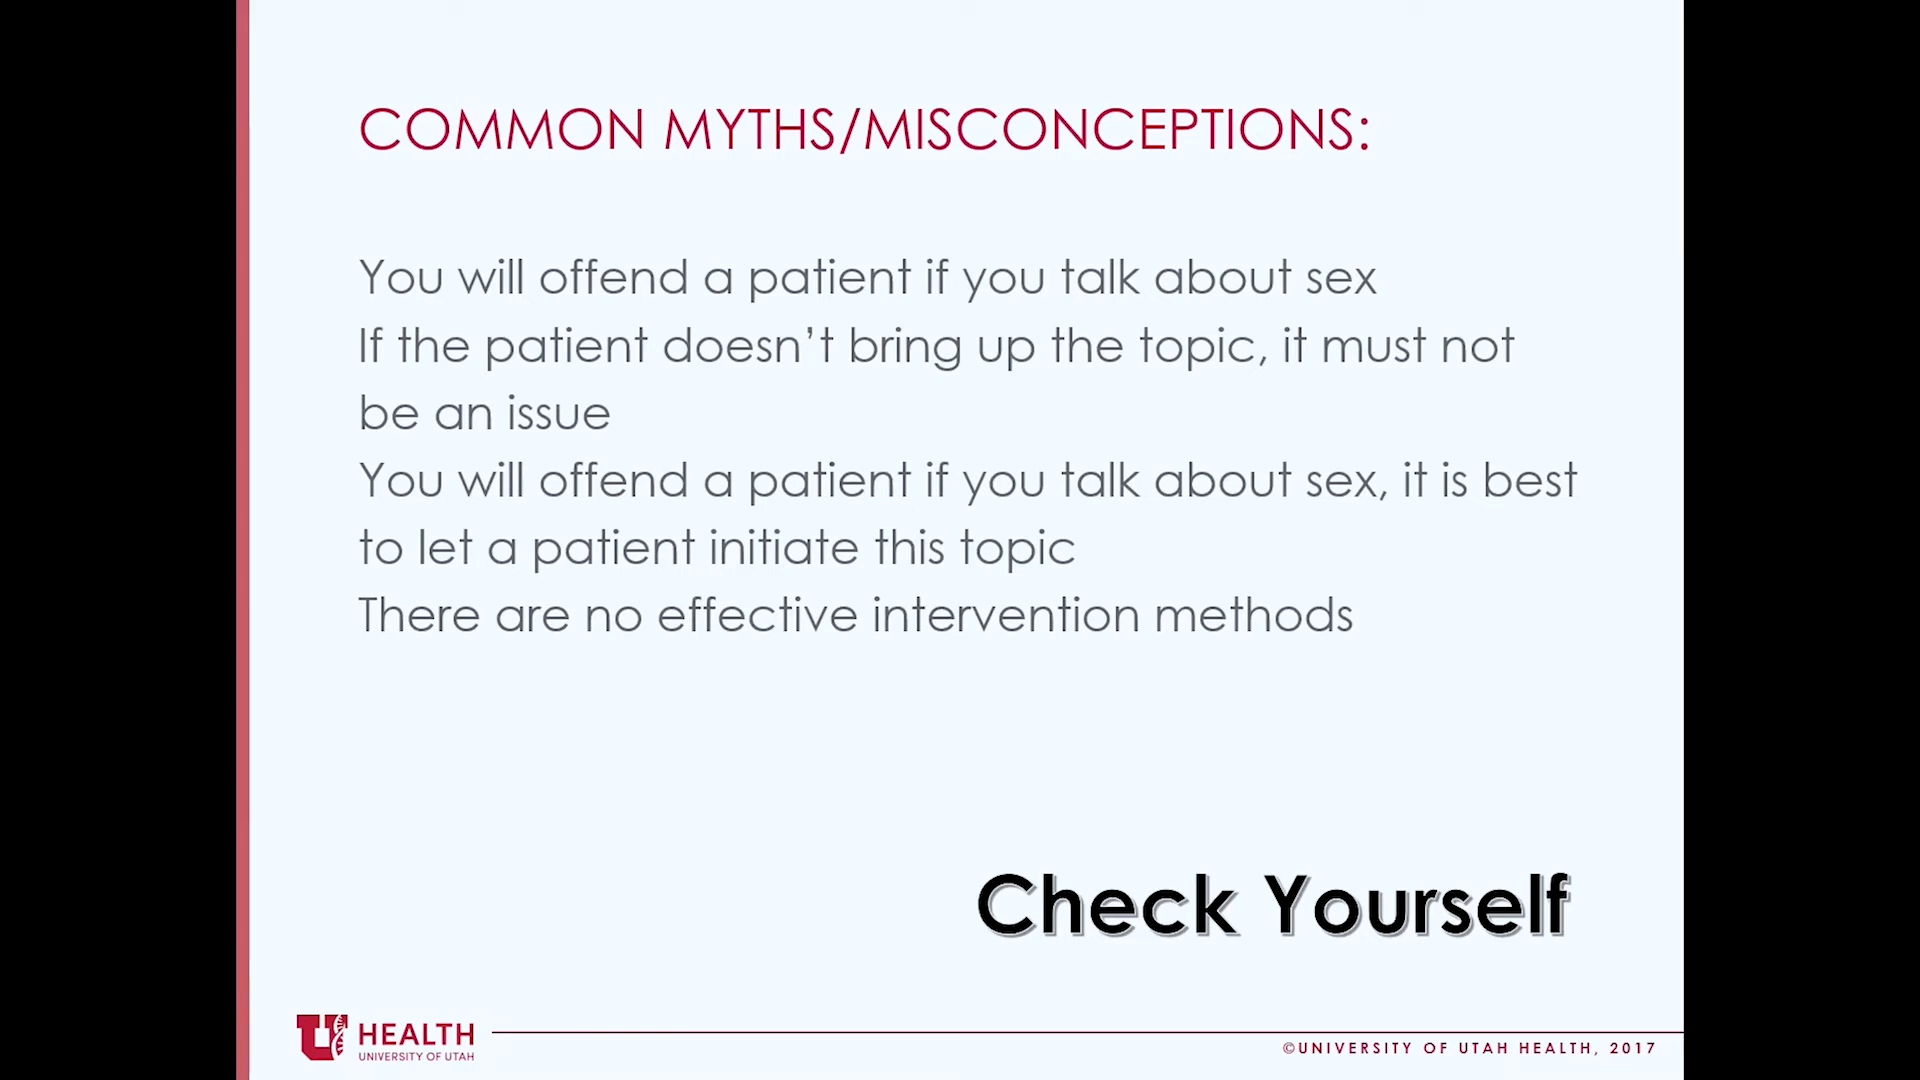 COMMON MYTHS/MISCONCEPTIONS:
You will offend a patient if you talk about sex
If the patient doesn’t bring up the topic, it must not
be an issue
You will offend a patient if you talk about sex, it is best
to let a patient initiate this topic
There are no effective intervention methods
Check Yourself
U HEALTH
UNIVERSITY OF UTAH
©UNIVERSITY OF UTAH HEALTH, 2017